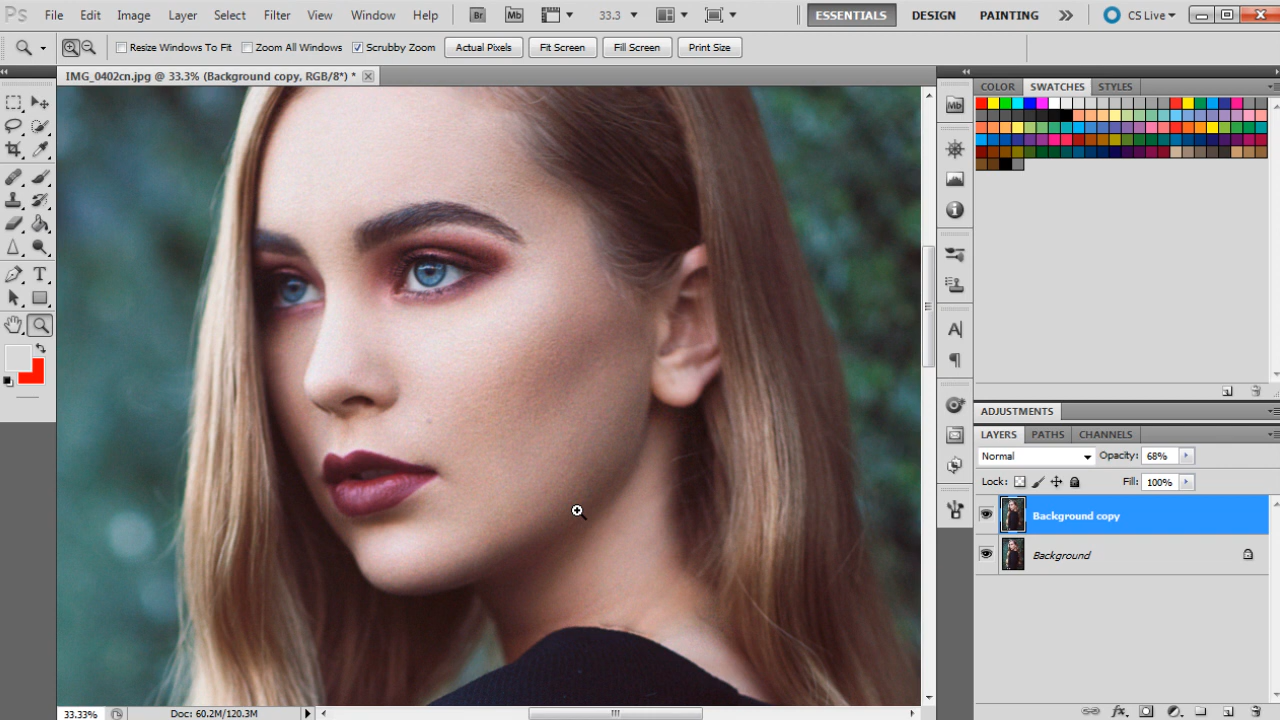 Ps File Edit Image Layer Select Filter View Window Help Br Mb 33.3 ESSENTIALS DESIGN PAINTING CS Live
Resize Windows To Fit Zoom All Windows Scrubby Zoom Actual Pixels Fit Screen Fill Screen Print Size
IMG_0402cn.jpg @ 33.3% (Background copy, RGB/8*) *
COLOR SWATCHES STYLES
Mb
ADJUSTMENTS
LAYERS PATHS CHANNELS
Normal Opacity: 68%
Lock: Fill: 100%
Background copy
Background
33.33% Doc: 60.2M/120.3M